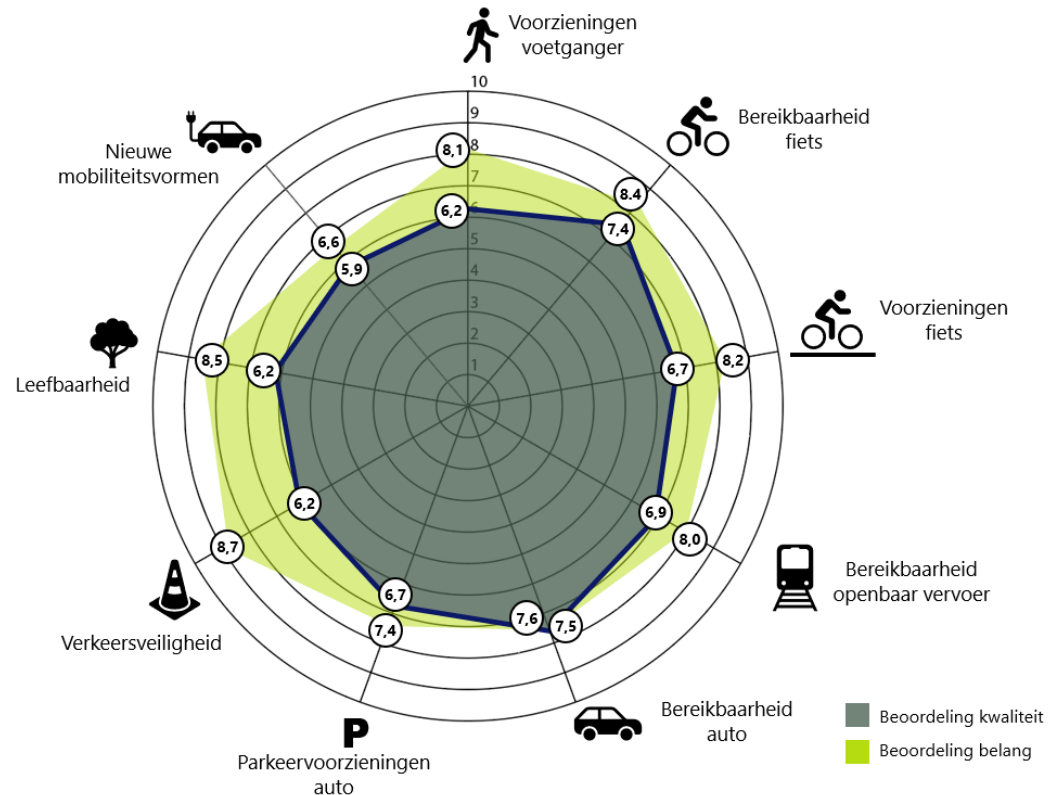 Voorzieningen
voetganger
10
9
8
7
6
5
4
3
2
1
Bereikbaarheid
fiets
Nieuwe
mobiliteitsvormen
8,1
6,2
8.4
7,4
6,6
5,9
Voorzieningen
fiets
8,2
6,7
Leefbaarheid
8,5
6,2
6,9
8,0
Bereikbaarheid
openbaar vervoer
6,2
8,7
Verkeersveiligheid
6,7
7,4
7,6
7,5
P
Parkeervoorzieningen
auto
Bereikbaarheid
auto
Beoordeling kwaliteit
Beoordeling belang